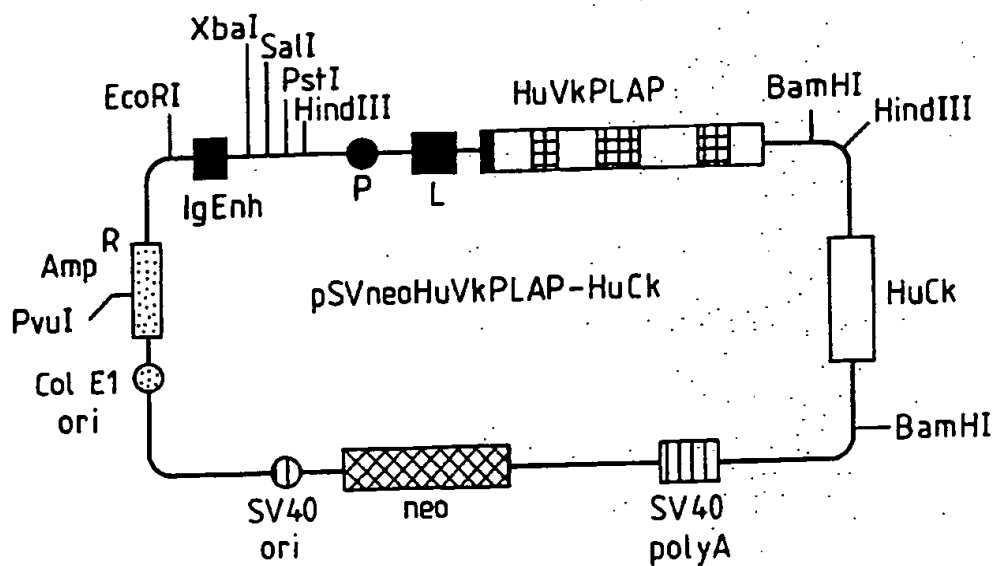 XbaI
SalI
PstI
HindIII
EcoRI
HuVkPLAP
BamHI
HindIII
IgEnh
P
L
Amp R
PvuI
pSVneoHuVkPLAP-HuCk
HuCk
Col E1
ori
BamHI
SV40
ori
neo
SV40
polyA